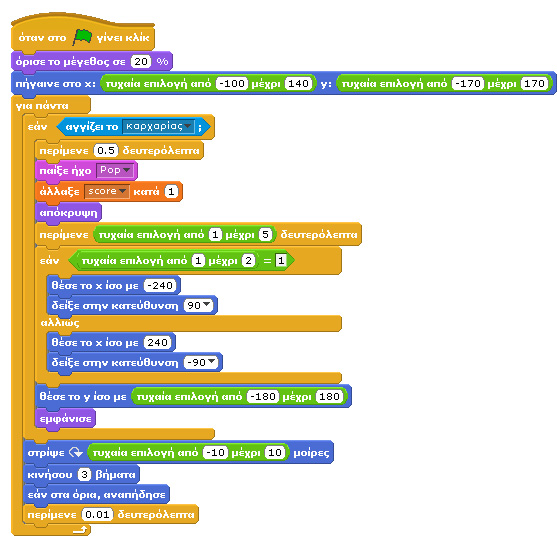 όταν στο γίνει κλίκ
όρισε το μέγεθος σε 20 %
πήγαινε στο x: τυχαία επιλογή από -100 μέχρι 140 y: τυχαία επιλογή από -170 μέχρι 170
για πάντα
εάν αγγίζει το καρχαρίας ;
περίμενε 0.5 δευτερόλεπτα
παίξε ήχο Pop
άλλαξε score κατά 1
απόκρυψη
περίμενε τυχαία επιλογή από 1 μέχρι 5 δευτερόλεπτα
εάν τυχαία επιλογή από 1 μέχρι 2 = 1
θέσε το x ίσο με -240
δείξε στην κατεύθυνση 90
αλλιώς
θέσε το x ίσο με 240
δείξε στην κατεύθυνση -90
θέσε το y ίσο με τυχαία επιλογή από -180 μέχρι 180
εμφάνισε
στρίψε τυχαία επιλογή από -10 μέχρι 10 μοίρες
κινήσου 3 βήματα
εάν στα όρια, αναπήδησε
περίμενε 0.01 δευτερόλεπτα